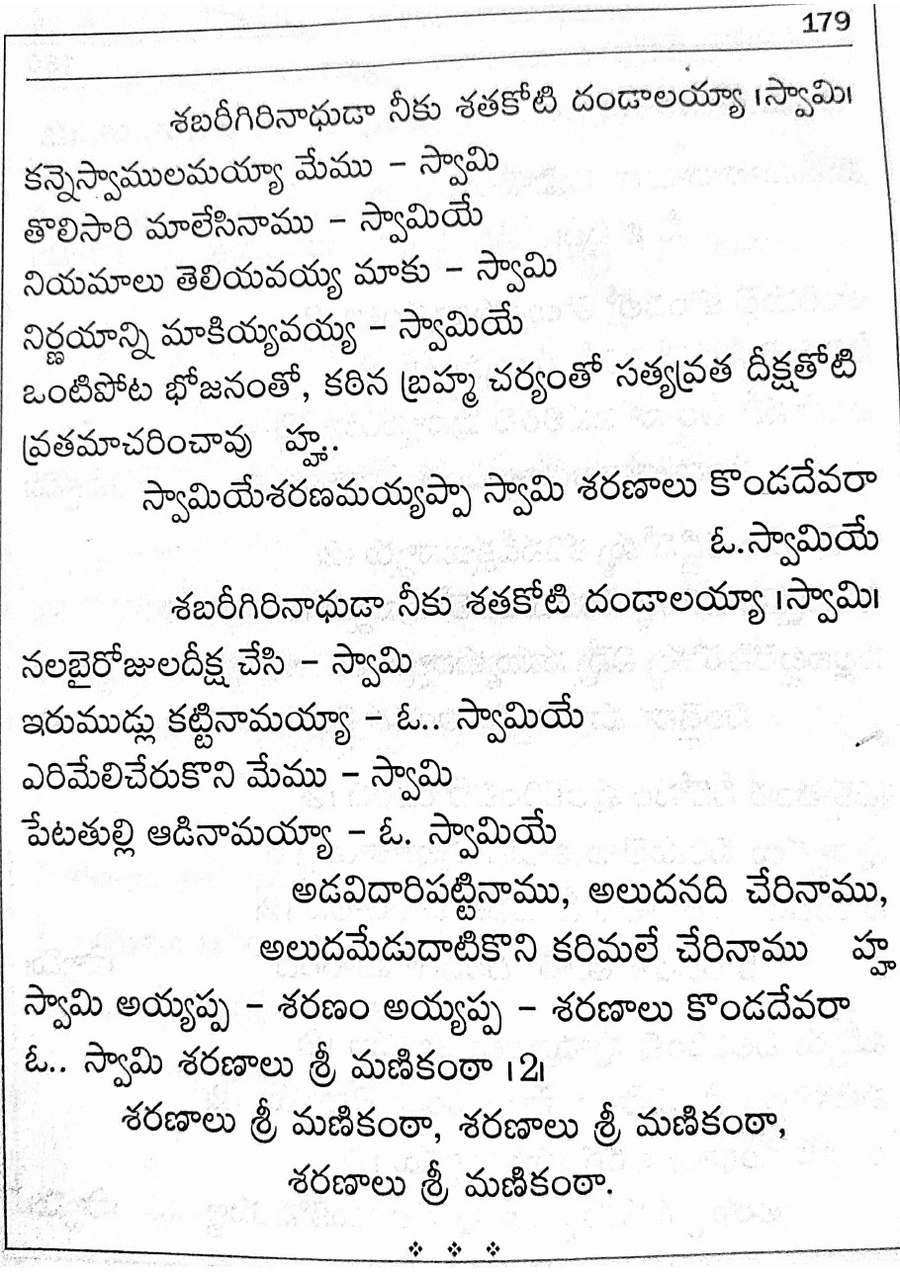 179
శబరీగిరినాధుడా నీకు శతకోటి దండాలయ్యా ।స్వామి।
కన్నెస్వాములమయ్యా మేము – స్వామి
తొలిసారి మాలేసినాము – స్వామియే
నియమాలు తెలియవయ్య మాకు – స్వామి
నిర్ణయాన్ని మాకియ్యవయ్య – స్వామియే
ఒంటిపోట భోజనంతో, కఠిన బ్రహ్మ చర్యంతో సత్యవ్రత దీక్షతోటి
వ్రతమాచరించావు హ్హ..
స్వామియేశరణమయ్యప్పా స్వామి శరణాలు కొండదేవరా
ఓ.స్వామియే
శబరీగిరినాధుడా నీకు శతకోటి దండాలయ్యా ।స్వామి।
నలబైరోజులదీక్ష చేసి – స్వామి
ఇరుముడ్లు కట్టినామయ్యా – ఓ.. స్వామియే
ఎరిమేలిచేరుకొని మేము – స్వామి
పేటతుల్లి ఆడినామయ్యా – ఓ. స్వామియే
అడవిదారిపట్టినాము, అలుదనది చేరినాము,
అలుదమేడుదాటికొని కరిమలే చేరినాము హ్హ
స్వామి అయ్యప్ప – శరణం అయ్యప్ప – శరణాలు కొండదేవరా
ఓ.. స్వామి శరణాలు శ్రీ మణికంఠా ।2।
శరణాలు శ్రీ మణికంఠా, శరణాలు శ్రీ మణికంఠా,
శరణాలు శ్రీ మణికంఠా.